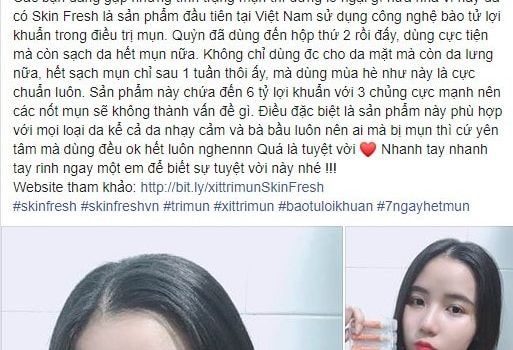 có Skin Fresh là sản phẩm đầu tiên tại Việt Nam sử dụng công nghệ bào tử lợi
khuẩn trong điều trị mụn. Quỳn đã dùng đến hộp thứ 2 rồi đấy, dùng cực tiện
mà còn sạch da hết mụn nữa. Không chỉ dùng đc cho da mặt mà còn da lưng
nữa, hết sạch mụn chỉ sau 1 tuần thôi ấy, mà dùng mùa hè như này là cực
chuẩn luôn. Sản phẩm này chứa đến 6 tỷ lợi khuẩn với 3 chủng cực mạnh nên
các nốt mụn sẽ không thành vấn đề gì. Điều đặc biệt là sản phẩm này phù hợp
với mọi loại da kể cả da nhạy cảm và bà bầu luôn nên ai mà bị mụn thì cứ yên
tâm mà dùng đều ok hết luôn nghennn Quá là tuyệt vời ❤ Nhanh tay nhanh
tay rinh ngay một em để biết sự tuyệt vời này nhé !!!
Website tham khảo: http://bit.ly/xittrimunSkinFresh
#skinfresh #skinfreshvn #trimun #xittrimun #baotuloikhuan #7ngayhetmun